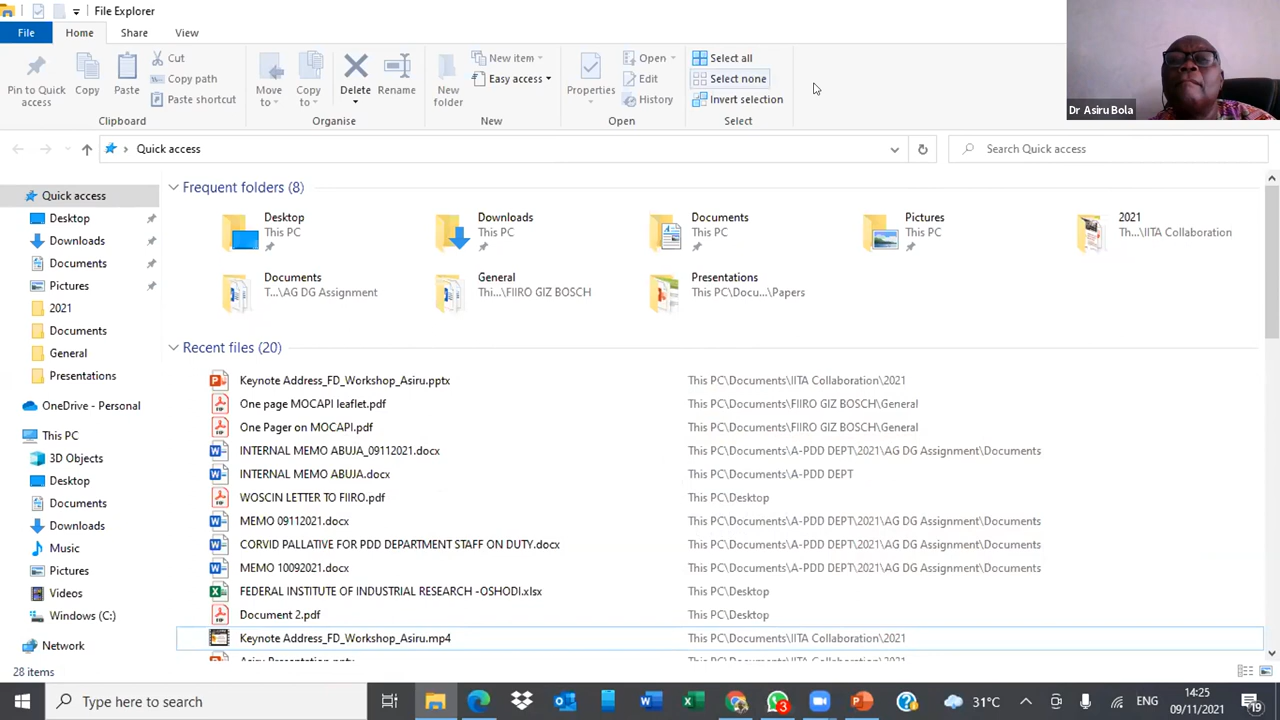 File Explorer
File Home Share View
Pin to Quick access
Copy
Paste
Cut
Copy path
Paste shortcut
Clipboard
Move to
Copy to
Delete
Rename
Organise
New folder
New item
Easy access
New
Properties
Open
Edit
History
Open
Select all
Select none
Invert selection
Select
Dr Asiru Bola
Quick access
Search Quick access
Quick access
Desktop
Downloads
Documents
Pictures
2021
Documents
General
Presentations
OneDrive - Personal
This PC
3D Objects
Desktop
Documents
Downloads
Music
Pictures
Videos
Windows (C:)
Network
Frequent folders (8)
Desktop
This PC
Downloads
This PC
Documents
This PC
Pictures
This PC
2021
Th...\IITA Collaboration
Documents
T...\AG DG Assignment
General
Thi...\FIIRO GIZ BOSCH
Presentations
This PC\Docu...\Papers
Recent files (20)
Keynote Address_FD_Workshop_Asiru.pptx This PC\Documents\IITA Collaboration\2021
One page MOCAPI leaflet.pdf This PC\Documents\FIIRO GIZ BOSCH\General
One Pager on MOCAPI.pdf This PC\Documents\FIIRO GIZ BOSCH\General
INTERNAL MEMO ABUJA_09112021.docx This PC\Documents\A-PDD DEPT\2021\AG DG Assignment\Documents
INTERNAL MEMO ABUJA.docx This PC\Documents\A-PDD DEPT
WOSCIN LETTER TO FIIRO.pdf This PC\Desktop
MEMO 09112021.docx This PC\Documents\A-PDD DEPT\2021\AG DG Assignment\Documents
CORVID PALLATIVE FOR PDD DEPARTMENT STAFF ON DUTY.docx This PC\Documents\A-PDD DEPT\2021\AG DG Assignment\Documents
MEMO 10092021.docx This PC\Documents\A-PDD DEPT\2021\AG DG Assignment\Documents
FEDERAL INSTITUTE OF INDUSTRIAL RESEARCH -OSHODI.xlsx This PC\Desktop
Document 2.pdf This PC\Desktop
Keynote Address_FD_Workshop_Asiru.mp4 This PC\Documents\IITA Collaboration\2021
Asiru Presentation.pptx This PC\Documents\IITA Collaboration\2021
28 items
Type here to search
3
31°C
ENG
14:25
09/11/2021
19